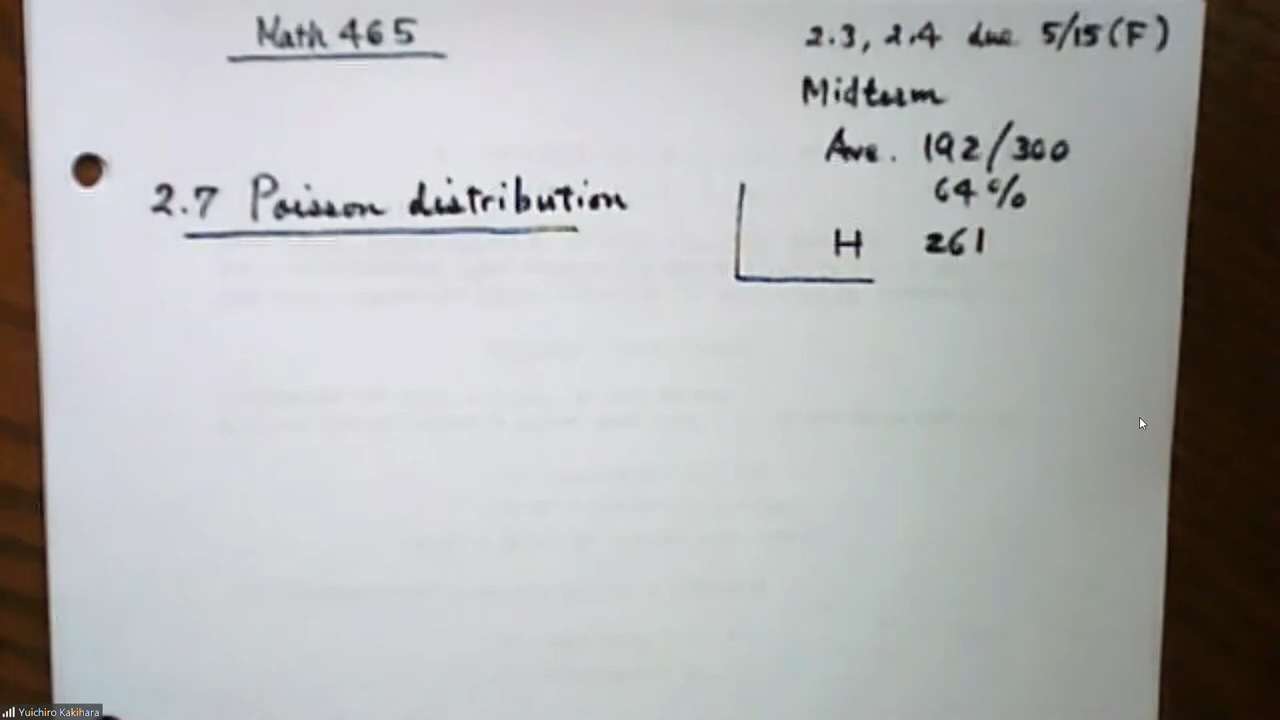 Math 465
2.3, 2.4 due 5/15 (F)
Midterm
Ave. 192/300
64%
H 261
2.7 Poisson distribution
Yuichiro Kakihara